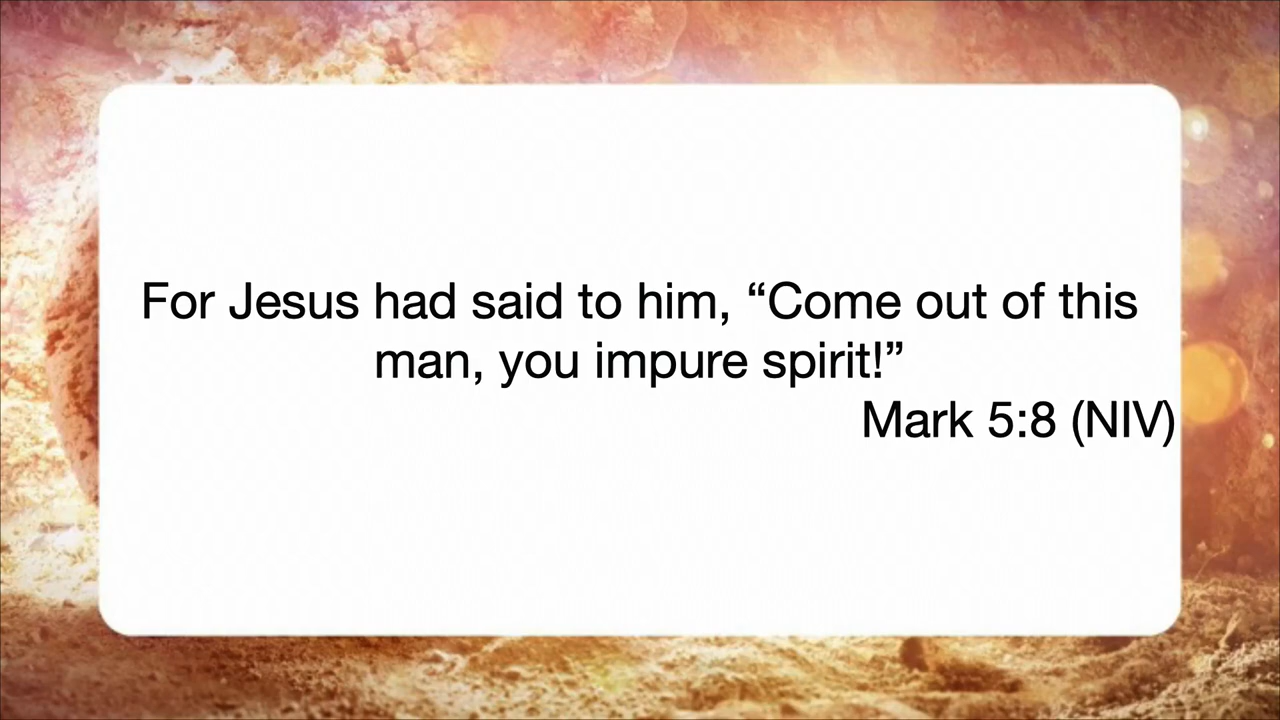 For Jesus had said to him, “Come out of this
man, you impure spirit!”
Mark 5:8 (NIV)